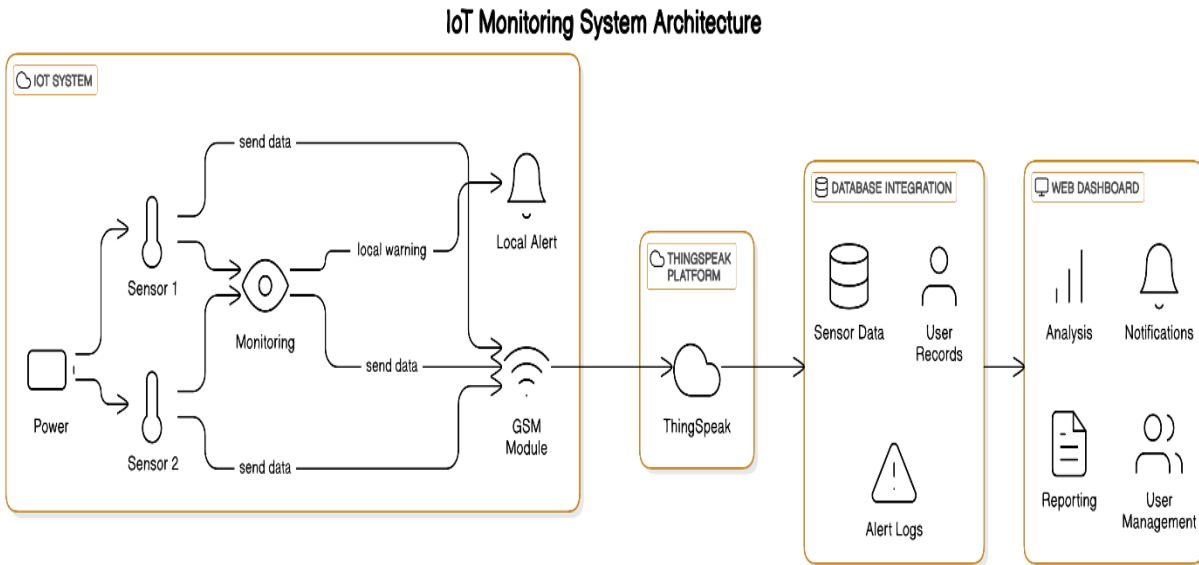 IoT Monitoring System Architecture
IOT SYSTEM
send data
Local Alert
local warning
Sensor 1
Monitoring
send data
Power
Sensor 2
GSM
Module
send data
THINGSPEAK
PLATFORM
ThingSpeak
DATABASE INTEGRATION
Sensor Data
User
Records
Alert Logs
WEB DASHBOARD
Analysis
Notifications
Reporting
User
Management